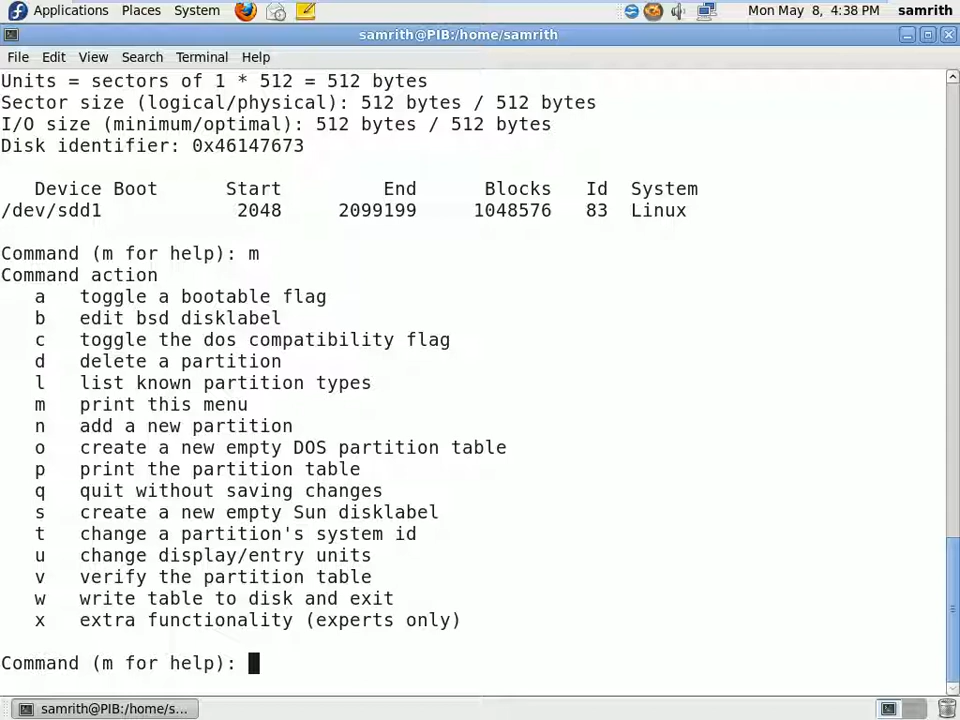 Applications Places System Mon May 8, 4:38 PM samrith
samrith@PIB:/home/samrith
File Edit View Search Terminal Help
Units = sectors of 1 * 512 = 512 bytes
Sector size (logical/physical): 512 bytes / 512 bytes
I/O size (minimum/optimal): 512 bytes / 512 bytes
Disk identifier: 0x46147673
Device Boot Start End Blocks Id System
/dev/sdd1 2048 2099199 1048576 83 Linux
Command (m for help): m
Command action
a toggle a bootable flag
b edit bsd disklabel
c toggle the dos compatibility flag
d delete a partition
l list known partition types
m print this menu
n add a new partition
o create a new empty DOS partition table
p print the partition table
q quit without saving changes
s create a new empty Sun disklabel
t change a partition's system id
u change display/entry units
v verify the partition table
w write table to disk and exit
x extra functionality (experts only)
Command (m for help):
samrith@PIB:/home/s...